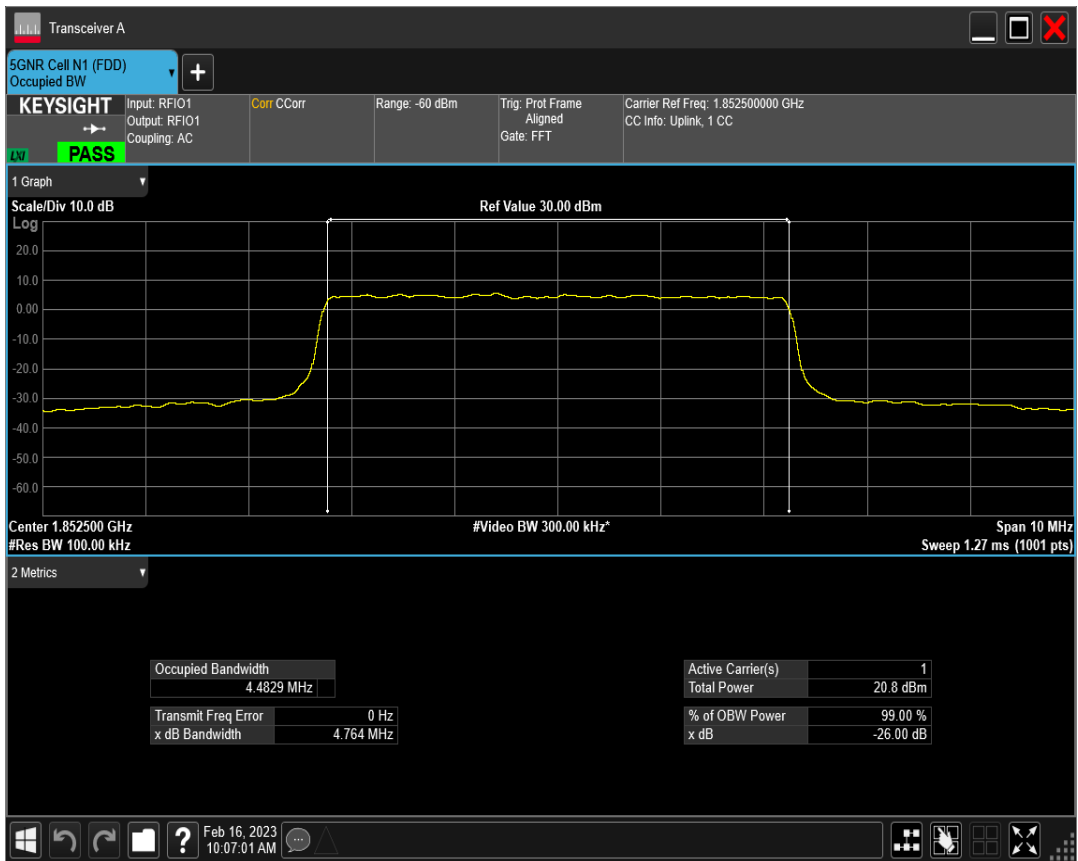 Transceiver A
5GNR Cell N1 (FDD)
Occupied BW
+
KEYSIGHT
LXI
PASS
Input: RFIO1
Output: RFIO1
Coupling: AC
Corr CCorr
Range: -60 dBm
Trig: Prot Frame
Aligned
Gate: FFT
Carrier Ref Freq: 1.852500000 GHz
CC Info: Uplink, 1 CC
1 Graph
Scale/Div 10.0 dB
Ref Value 30.00 dBm
Log
20.0
10.0
0.00
-10.0
-20.0
-30.0
-40.0
-50.0
-60.0
Center 1.852500 GHz
#Video BW 300.00 kHz*
Span 10 MHz
#Res BW 100.00 kHz
Sweep 1.27 ms (1001 pts)
2 Metrics
Occupied Bandwidth
4.4829 MHz
Transmit Freq Error 0 Hz
x dB Bandwidth 4.764 MHz
Active Carrier(s) 1
Total Power 20.8 dBm
% of OBW Power 99.00 %
x dB -26.00 dB
?
Feb 16, 2023
10:07:01 AM